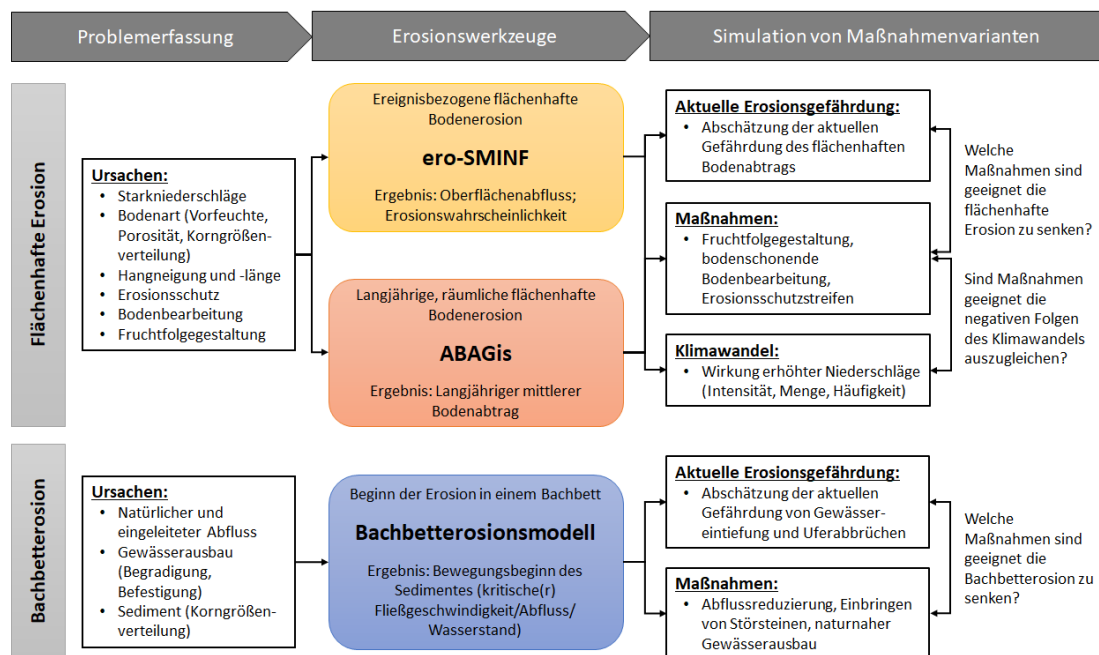 Problemerfassung
Erosionswerkzeuge
Simulation von Maßnahmenvarianten
Flächenhafte Erosion
Ursachen:
• Starkniederschläge
• Bodenart (Vorfeuchte,
Porosität, Korngrößen-
verteilung)
• Hangneigung und -länge
• Erosionsschutz
• Bodenbearbeitung
• Fruchtfolgegestaltung
Ereignisbezogene flächenhafte
Bodenerosion
ero-SMINF
Ergebnis: Oberflächenabfluss;
Erosionswahrscheinlichkeit
Langjährige, räumliche flächenhafte
Bodenerosion
ABAGis
Ergebnis: Langjähriger mittlerer
Bodenabtrag
Aktuelle Erosionsgefährdung:
• Abschätzung der aktuellen
Gefährdung des flächenhaften
Bodenabtrags
Maßnahmen:
• Fruchtfolgegestaltung,
bodenschonende
Bodenbearbeitung,
Erosionsschutzstreifen
Klimawandel:
• Wirkung erhöhter Niederschläge
(Intensität, Menge, Häufigkeit)
Welche
Maßnahmen sind
geeignet die
flächenhafte
Erosion zu senken?
Sind Maßnahmen
geeignet die
negativen Folgen
des Klimawandels
auszugleichen?
Bachbetterosion
Ursachen:
• Natürlicher und
eingeleiteter Abfluss
• Gewässerausbau
(Begradigung,
Befestigung)
• Sediment (Korngrößen-
verteilung)
Beginn der Erosion in einem Bachbett
Bachbetterosionsmodell
Ergebnis: Bewegungsbeginn des
Sedimentes (kritische(r)
Fließgeschwindigkeit/Abfluss/
Wasserstand)
Aktuelle Erosionsgefährdung:
• Abschätzung der aktuellen
Gefährdung von Gewässer-
eintiefung und Uferabbrüchen
Maßnahmen:
• Abflussreduzierung, Einbringen
von Störsteinen, naturnaher
Gewässerausbau
Welche
Maßnahmen sind
geeignet die
Bachbetterosion zu
senken?